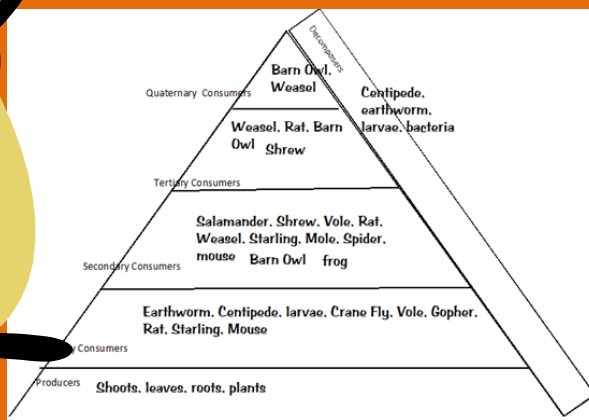 Decomposers
Barn Owl,
Weasel
Quaternary Consumers
Centipede,
earthworm,
larvae, bacteria
Weasel, Rat, Barn
Owl Shrew
Tertiary Consumers
Salamander, Shrew, Vole, Rat,
Weasel, Starling, Mole, Spider,
mouse Barn Owl frog
Secondary Consumers
Earthworm, Centipede, larvae, Crane Fly, Vole, Gopher,
Rat, Starling, Mouse
Consumers
Producers Shoots, leaves, roots, plants